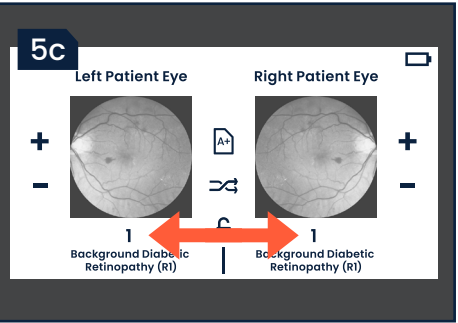 5c
Left Patient Eye
Right Patient Eye
+
+
A+
-
-
1
1
Background Diabetic
Retinopathy (R1)
Background Diabetic
Retinopathy (R1)